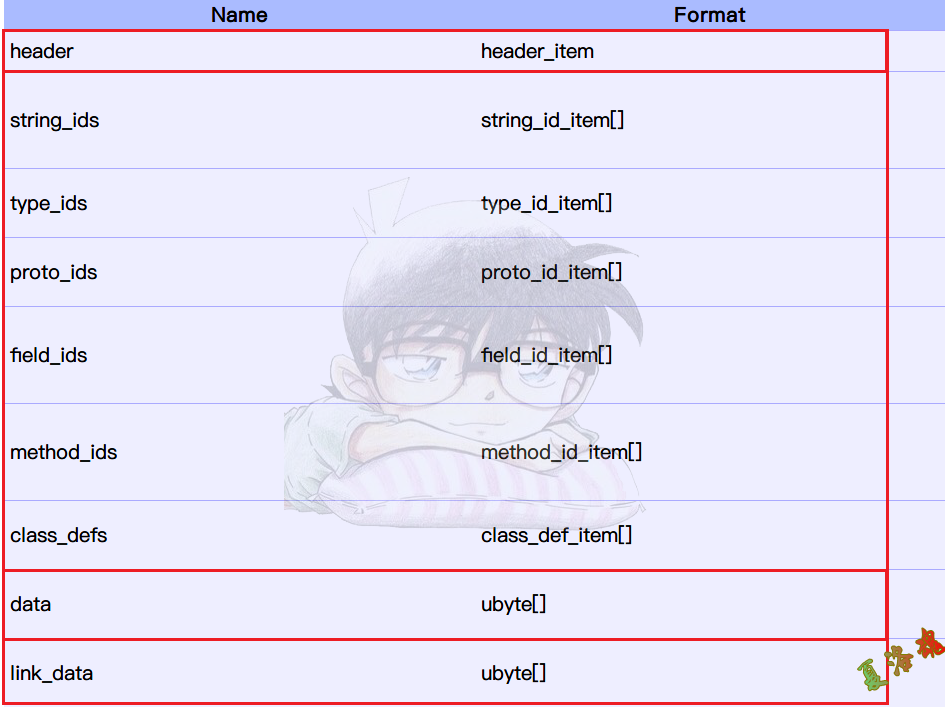 Name Format
header header_item
string_ids string_id_item[]
type_ids type_id_item[]
proto_ids proto_id_item[]
field_ids field_id_item[]
method_ids method_id_item[]
class_defs class_def_item[]
data ubyte[]
link_data ubyte[]